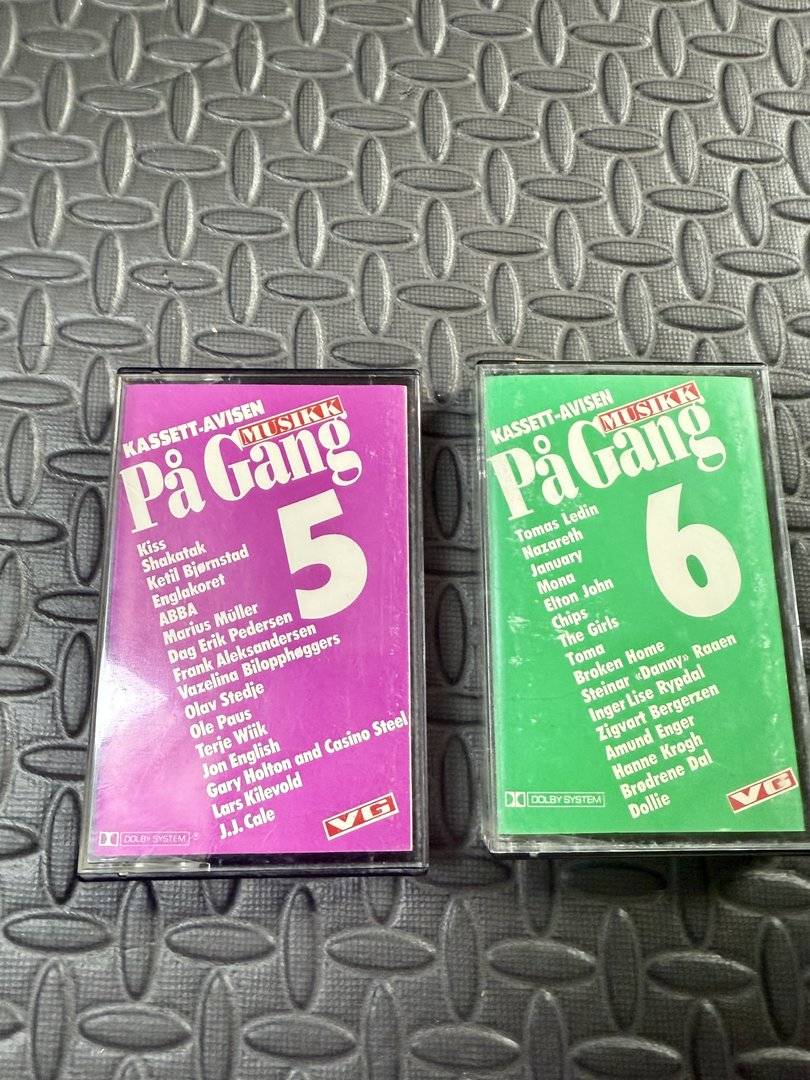 KASSETT-AVISEN
MUSIKK
På Gang
5
Kiss
Shakatak
Ketil Bjørnstad
Englakoret
ABBA
Marius Müller
Dag Erik Pedersen
Frank Aleksandersen
Vazelina Bilopphøggers
Olav Stedje
Ole Paus
Terje Wiik
Jon English
Gary Holton and Casino Steel
Lars Kilevold
J.J. Cale
DOLBY SYSTEM ®
VG
KASSETT-AVISEN
MUSIKK
På Gang
6
Tomas Ledin
Nazareth
January
Mona
Elton John
Chips
The Girls
Toma
Broken Home
Steinar «Danny» Raaen
Inger Lise Rypdal
Zigvart Bergerzen
Amund Enger
Hanne Krogh
Brødrene Dal
Dollie
DOLBY SYSTEM
VG